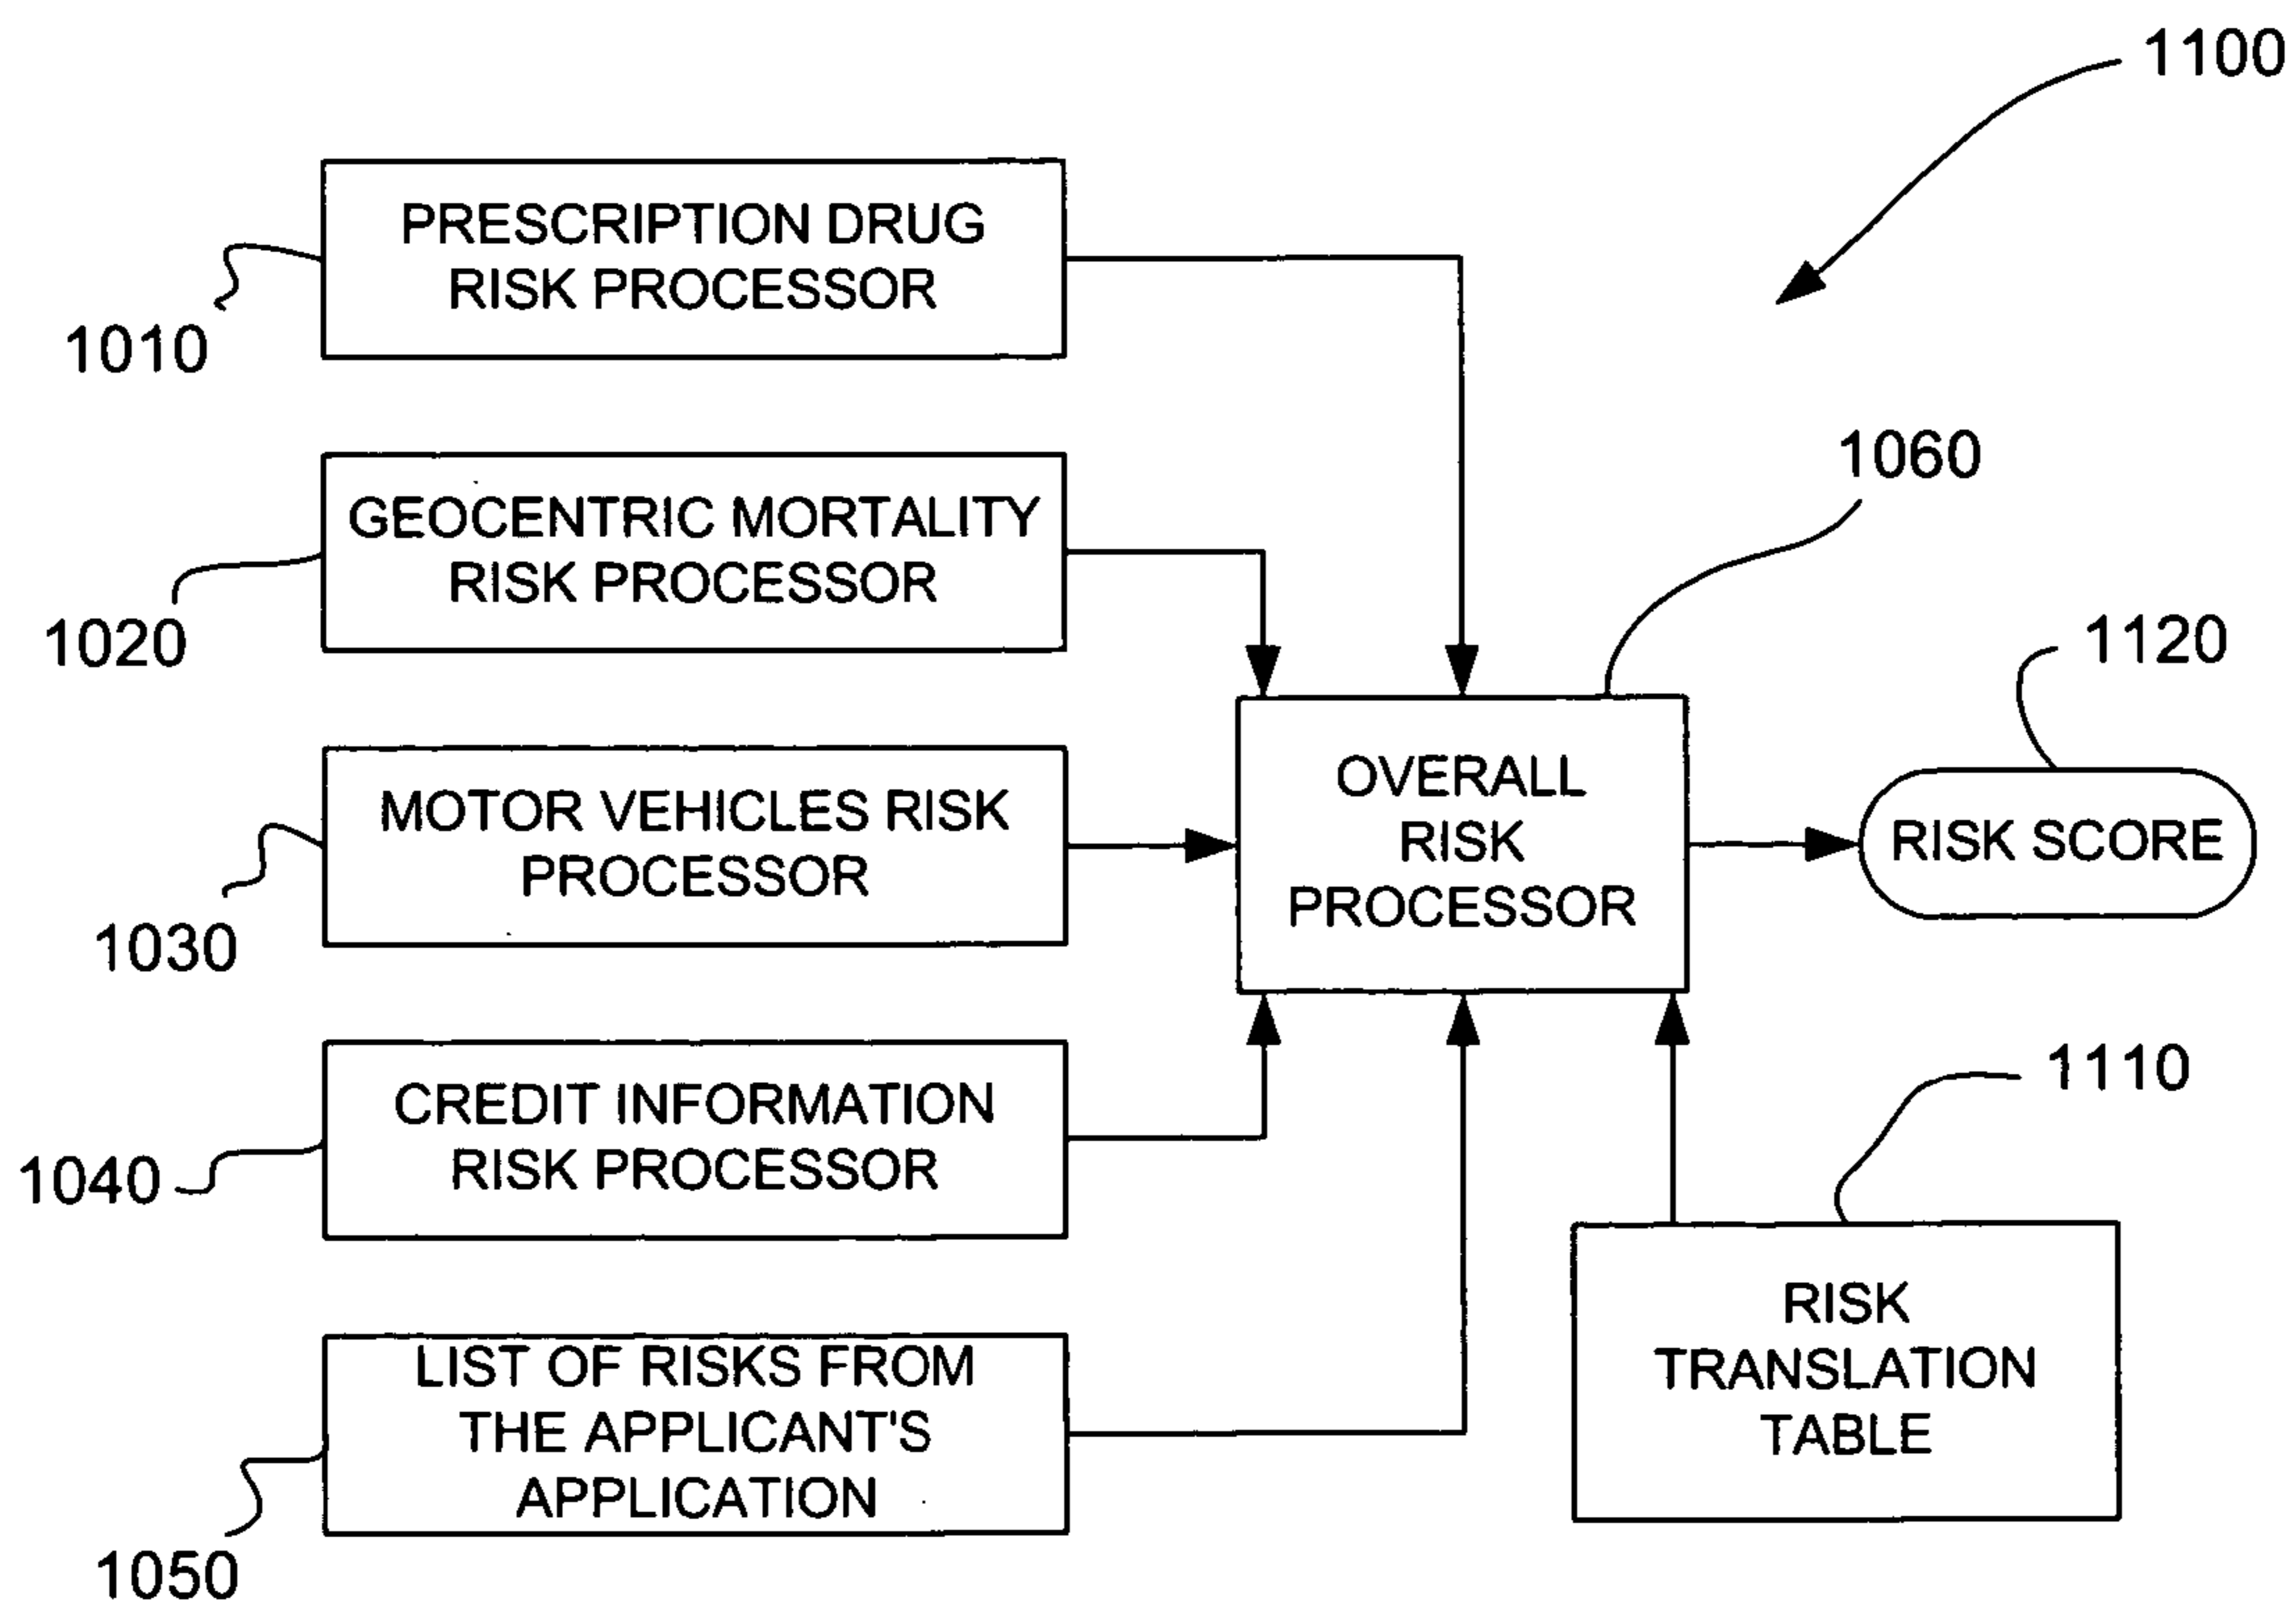 1100
PRESCRIPTION DRUG
RISK PROCESSOR
1010
GEOCENTRIC MORTALITY
RISK PROCESSOR
1020
1060
1120
MOTOR VEHICLES RISK
PROCESSOR
1030
OVERALL
RISK
PROCESSOR
RISK SCORE
CREDIT INFORMATION
RISK PROCESSOR
1040
1110
LIST OF RISKS FROM
THE APPLICANT'S
APPLICATION
1050
RISK
TRANSLATION
TABLE